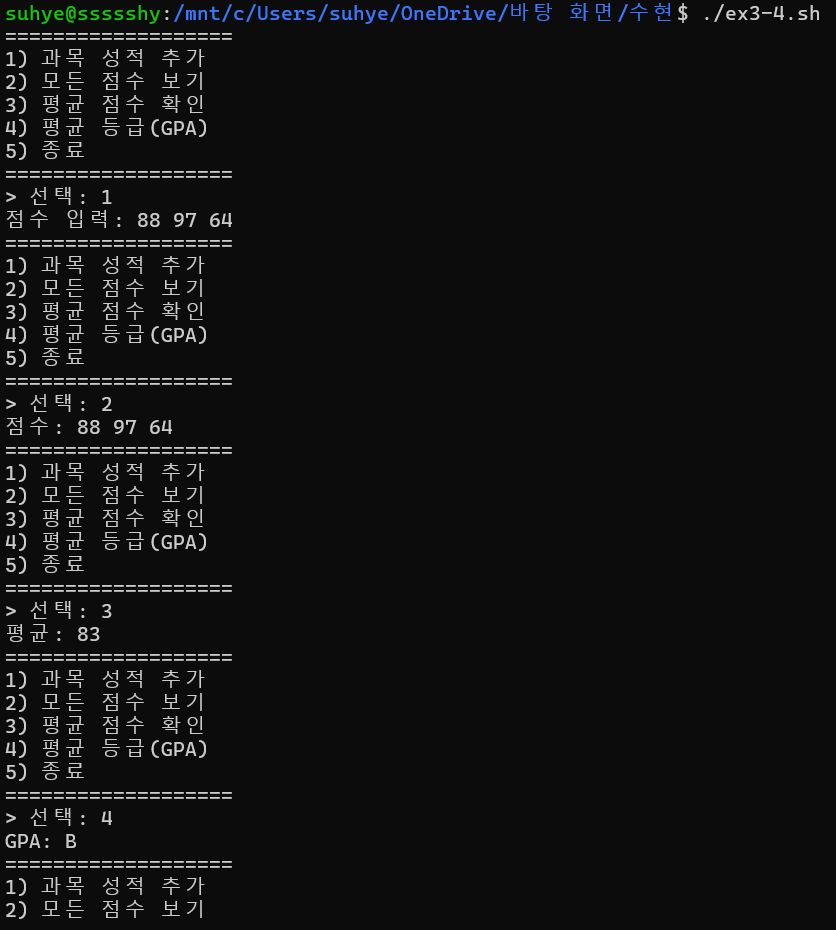 suhye@ssssshy:/mnt/c/Users/suhye/OneDrive/바탕 화면/수현$ ./ex3-4.sh
===================
1) 과목 성적 추가
2) 모든 점수 보기
3) 평균 점수 확인
4) 평균 등급(GPA)
5) 종료
===================
> 선택: 1
점수 입력: 88 97 64
===================
1) 과목 성적 추가
2) 모든 점수 보기
3) 평균 점수 확인
4) 평균 등급(GPA)
5) 종료
===================
> 선택: 2
점수: 88 97 64
===================
1) 과목 성적 추가
2) 모든 점수 보기
3) 평균 점수 확인
4) 평균 등급(GPA)
5) 종료
===================
> 선택: 3
평균: 83
===================
1) 과목 성적 추가
2) 모든 점수 보기
3) 평균 점수 확인
4) 평균 등급(GPA)
5) 종료
===================
> 선택: 4
GPA: B
===================
1) 과목 성적 추가
2) 모든 점수 보기